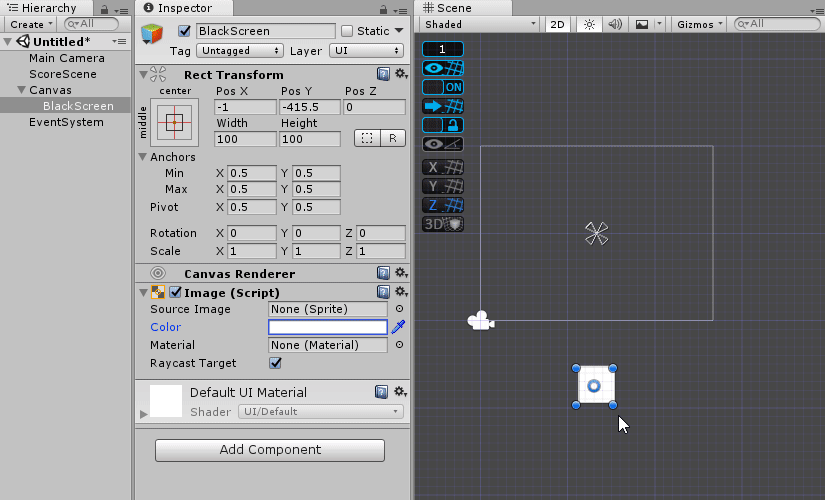 Hierarchy
Create
All
Untitled*
Main Camera
ScoreScene
Canvas
BlackScreen
EventSystem
Inspector
BlackScreen
Static
Tag Untagged Layer UI
Rect Transform
center
middle
Pos X Pos Y Pos Z
-1 -415.5 0
Width Height
100 100
R
Anchors
Min X 0.5 Y 0.5
Max X 0.5 Y 0.5
Pivot X 0.5 Y 0.5
Rotation X 0 Y 0 Z 0
Scale X 1 Y 1 Z 1
Canvas Renderer
Image (Script)
Source Image None (Sprite)
Color
Material None (Material)
Raycast Target
Default UI Material
Shader UI/Default
Add Component
Scene
Shaded 2D Gizmos All
1
ON
X
Y
Z
3D